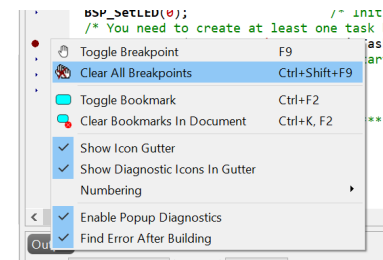 BSP_SetLED(0); /* Init
/* You need to create at least one task
Toggle Breakpoint F9
Clear All Breakpoints Ctrl+Shift+F9
Toggle Bookmark Ctrl+F2
Clear Bookmarks In Document Ctrl+K, F2
Show Icon Gutter
Show Diagnostic Icons In Gutter
Numbering
Enable Popup Diagnostics
Find Error After Building